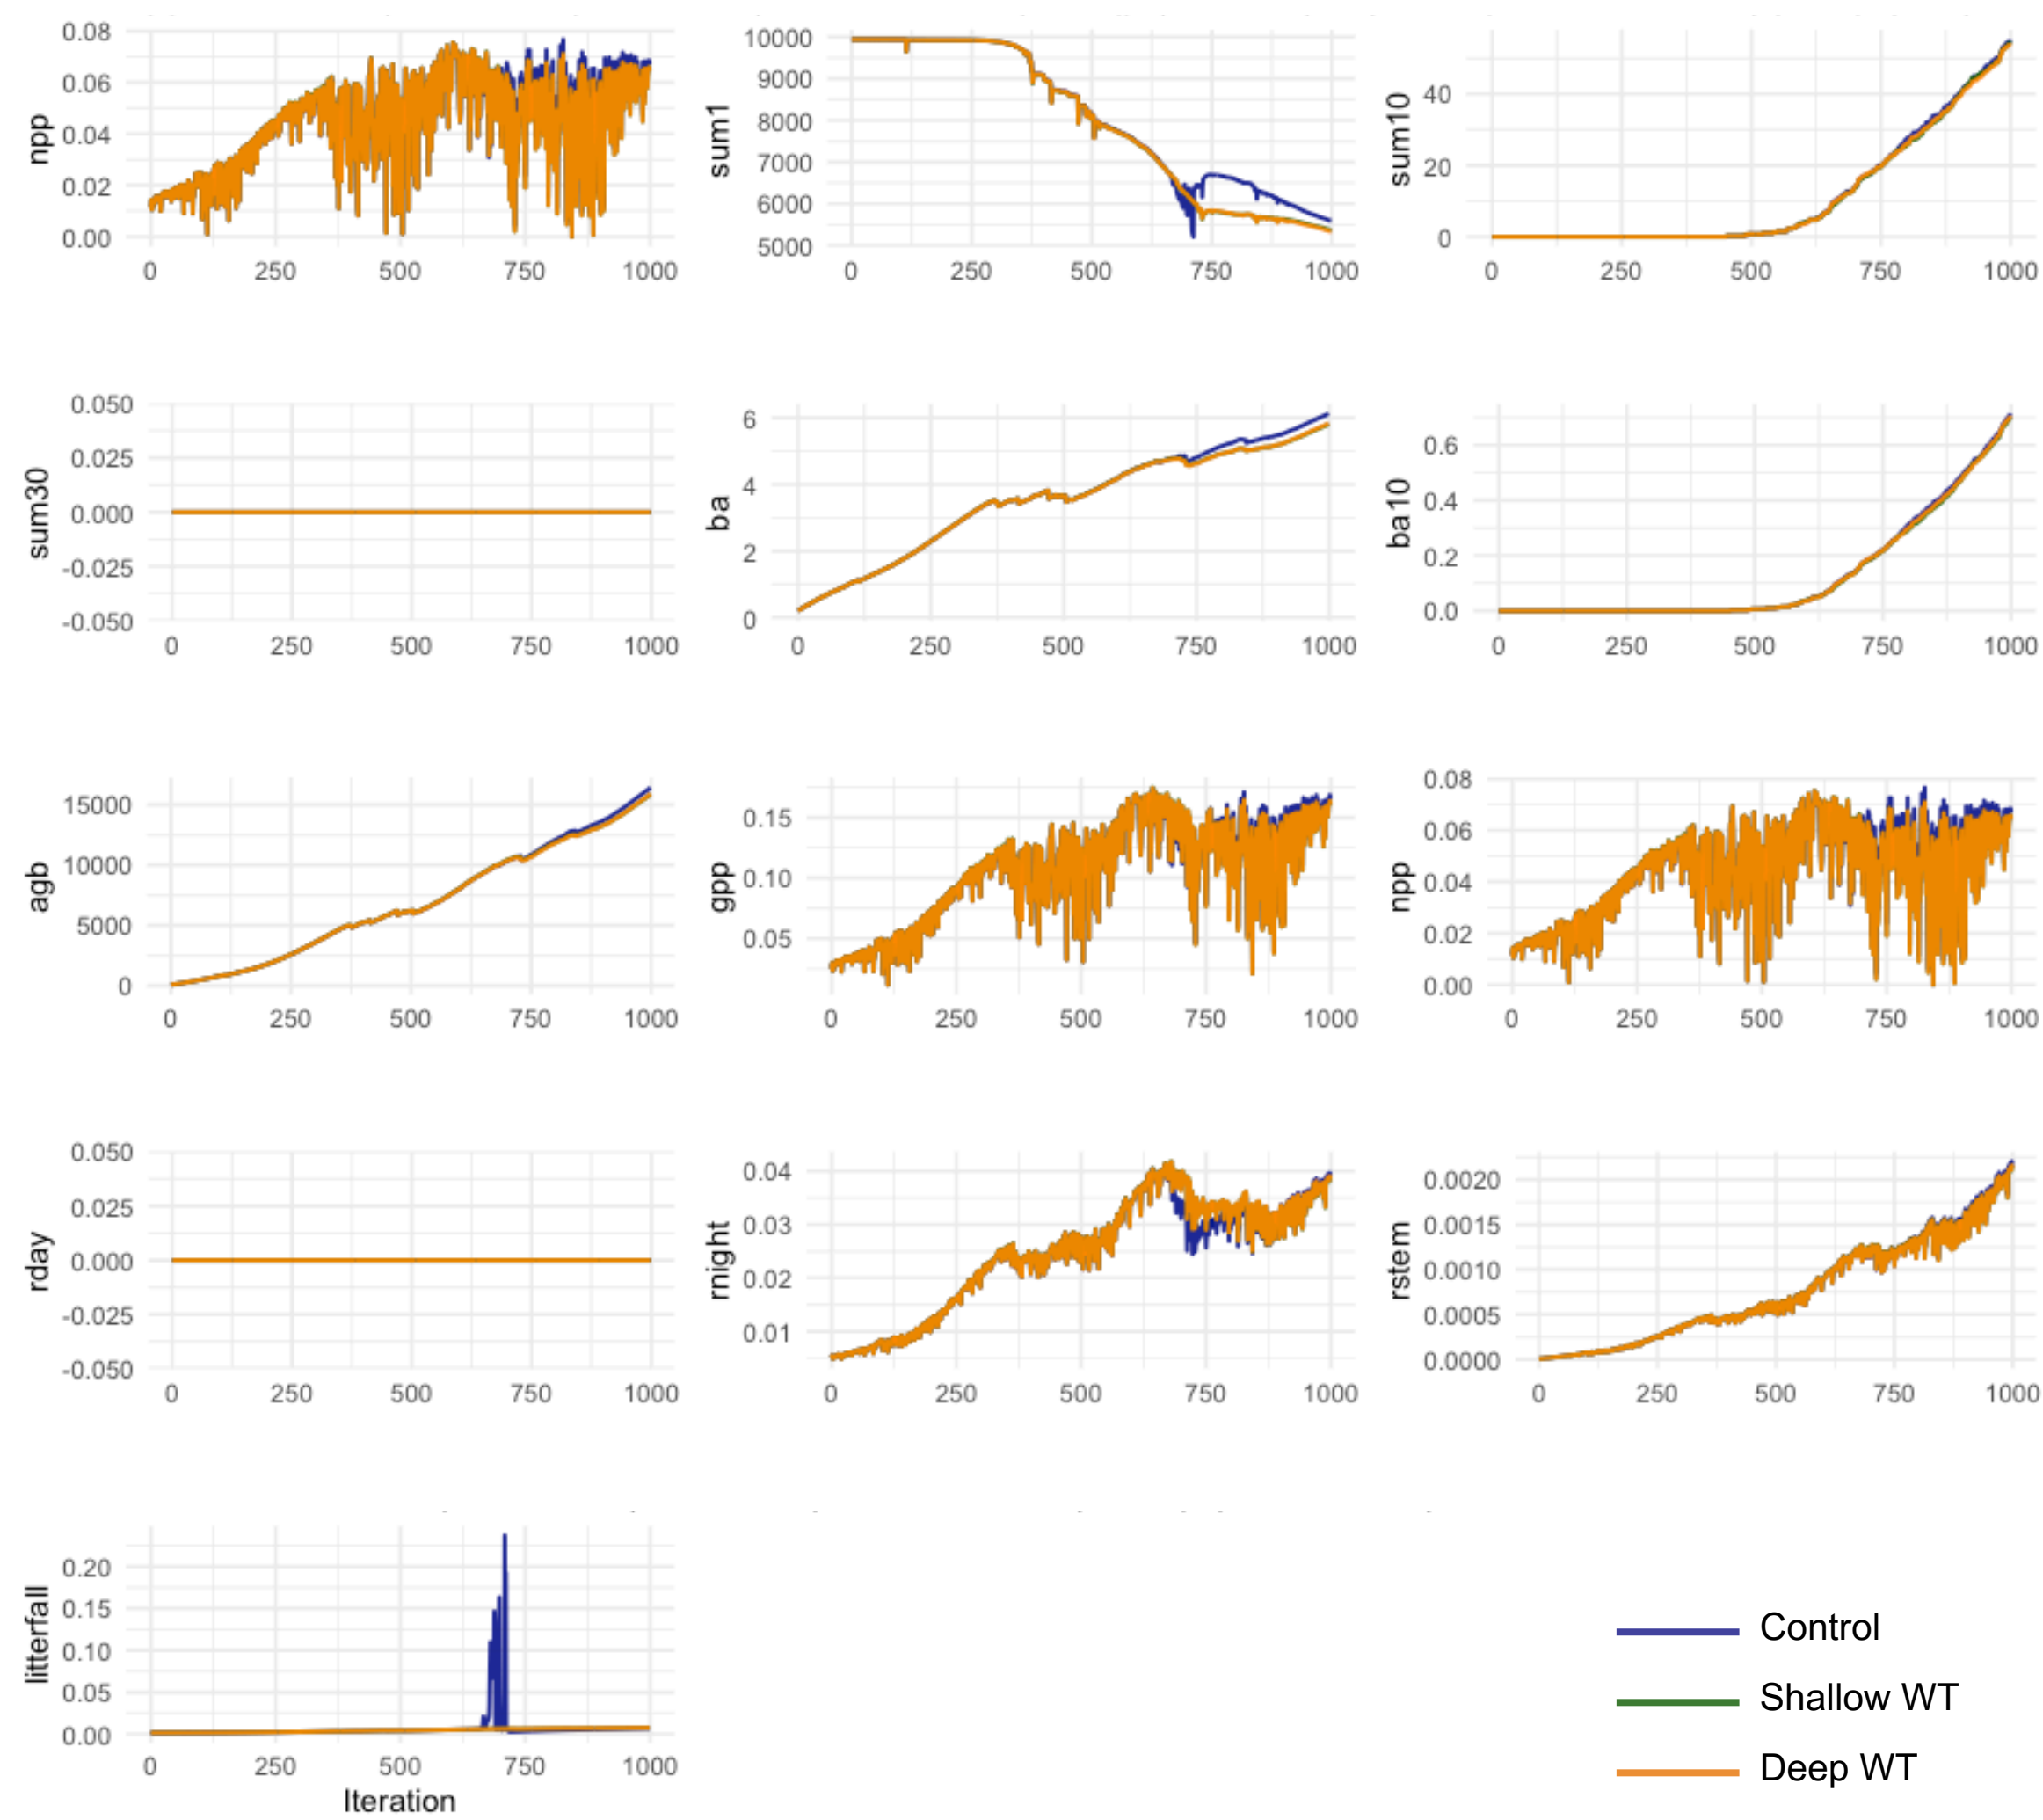 npp
0.08
0.06
0.04
0.02
0.00
0 250 500 750 1000
sum1
10000
9000
8000
7000
6000
5000
0 250 500 750 1000
sum10
40
20
0
0 250 500 750 1000
sum30
0.050
0.025
0.000
-0.025
-0.050
0 250 500 750 1000
ba
6
4
2
0
0 250 500 750 1000
ba10
0.6
0.4
0.2
0.0
0 250 500 750 1000
agb
15000
10000
5000
0
0 250 500 750 1000
gpp
0.15
0.10
0.05
0 250 500 750 1000
npp
0.08
0.06
0.04
0.02
0.00
0 250 500 750 1000
rday
0.050
0.025
0.000
-0.025
-0.050
0 250 500 750 1000
rnight
0.04
0.03
0.02
0.01
0 250 500 750 1000
rstem
0.0020
0.0015
0.0010
0.0005
0.0000
0 250 500 750 1000
litterfall
0.20
0.15
0.10
0.05
0.00
0 250 500 750 1000
Iteration
Control
Shallow WT
Deep WT